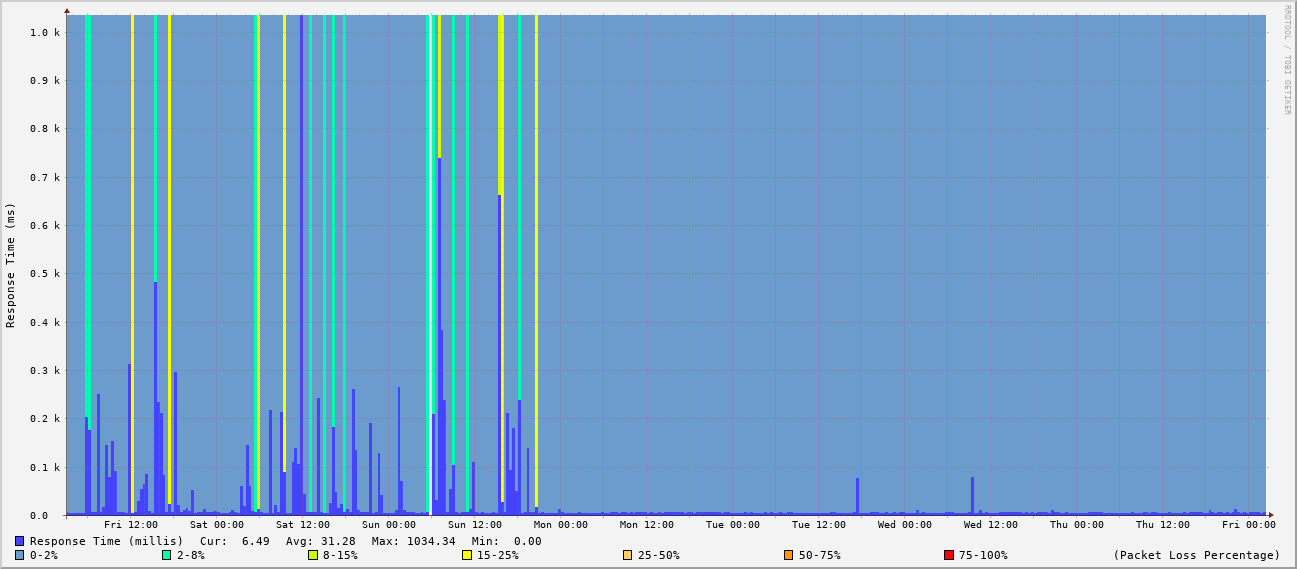 RRDTOOL / TOBI OETIKER
Response Time (ms)
1.0 k
0.9 k
0.8 k
0.7 k
0.6 k
0.5 k
0.4 k
0.3 k
0.2 k
0.1 k
0.0
Fri 12:00 Sat 00:00 Sat 12:00 Sun 00:00 Sun 12:00 Mon 00:00 Mon 12:00 Tue 00:00 Tue 12:00 Wed 00:00 Wed 12:00 Thu 00:00 Thu 12:00 Fri 00:00
Response Time (millis) Cur: 6.49 Avg: 31.28 Max: 1034.34 Min: 0.00
0-2% 2-8% 8-15% 15-25% 25-50% 50-75% 75-100% (Packet Loss Percentage)